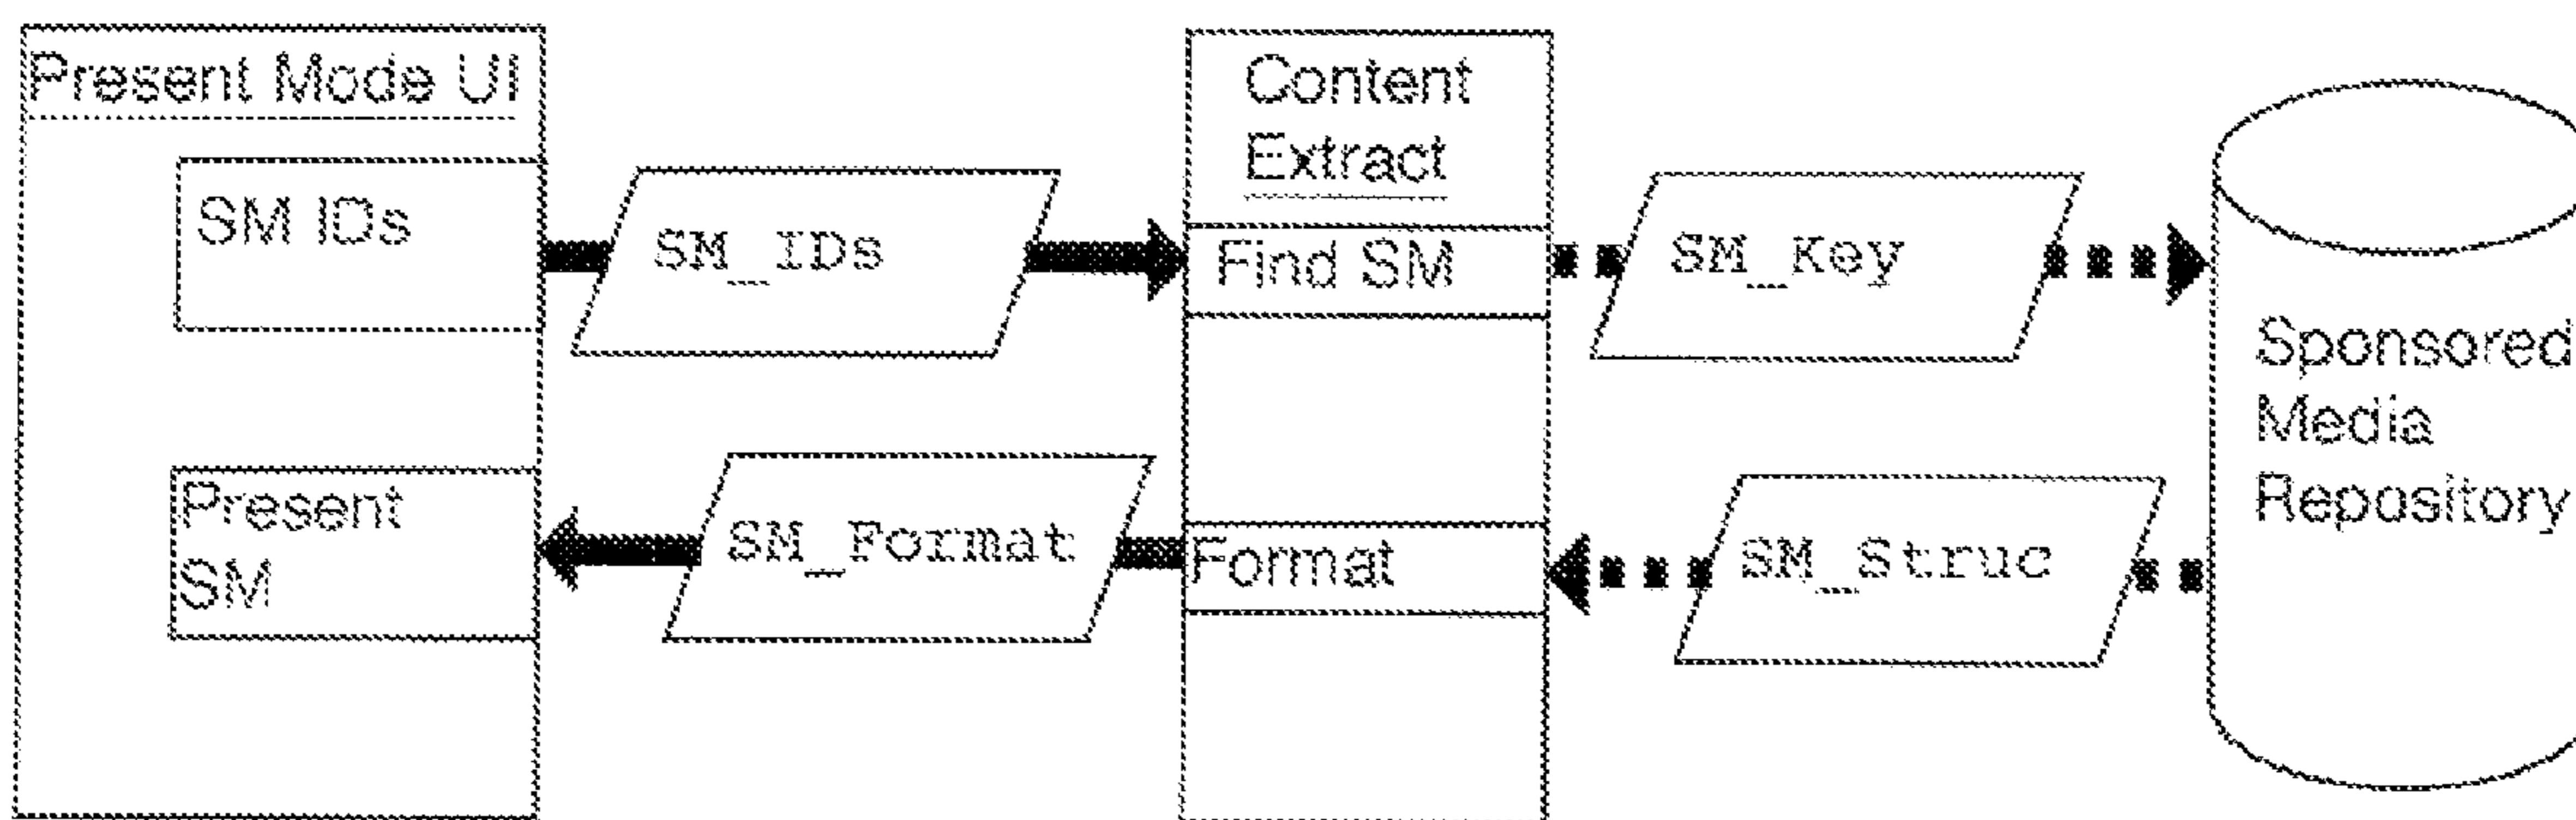 Present Mode UI
SM IDs
SM_IDs
Content
Extract
Find SM
SM_Key
Sponsored
Media
Repository
Present
SM
SM_Format
Format
SM_Struc